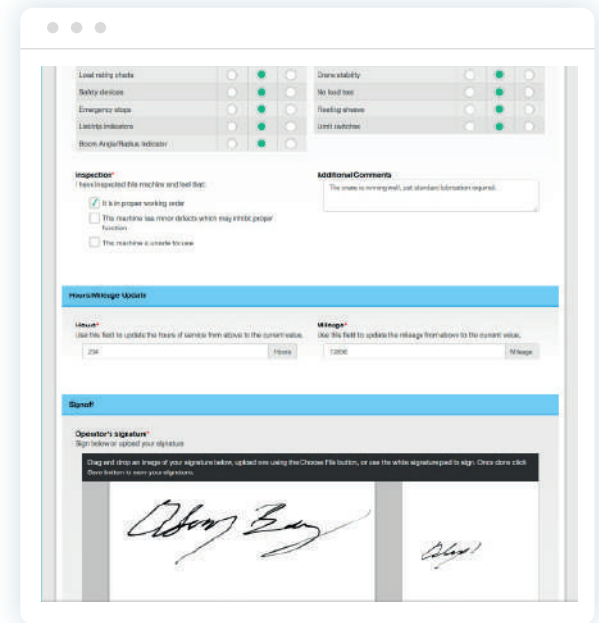 Load rating charts
Crane stability
Safety devices
No load test
Emergency stops
Reeving sheaves
List/trip indicators
Limit switches
Boom Angle/Radius Indicator
Inspection*
I have inspected this machine and feel that:
It is in proper working order
The machine has minor defects which may inhibit proper
function
The machine is unsafe for use
Additional Comments
The crane is running well, just standard lubrication required.
Hours/Mileage Update
Hours*
Use this field to update the hours of service from above to the current value.
Hours
Mileage*
Use this field to update the mileage from above to the current value.
Mileage
Signoff
Operator's signature*
Sign below or upload your signature
Drag and drop an image of your signature below, upload one using the Choose File button, or use the white signature pad to sign. Once done click
Save button to save your signature.